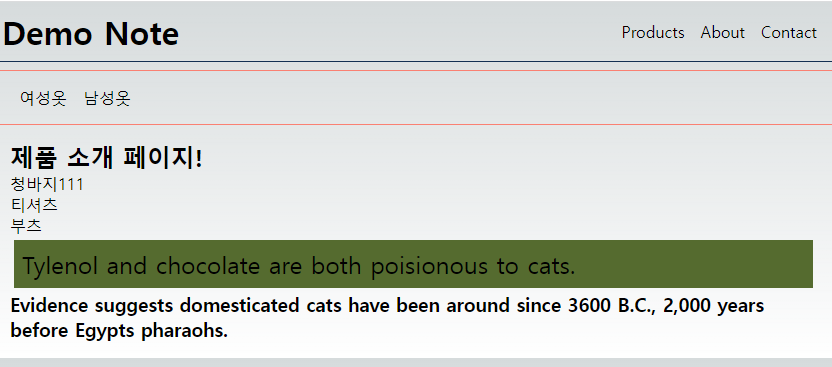 Demo Note
Products About Contact
여성옷 남성옷
제품 소개 페이지!
청바지111
티셔츠
부츠
Tylenol and chocolate are both poisionous to cats.
Evidence suggests domesticated cats have been around since 3600 B.C., 2,000 years
before Egypts pharaohs.